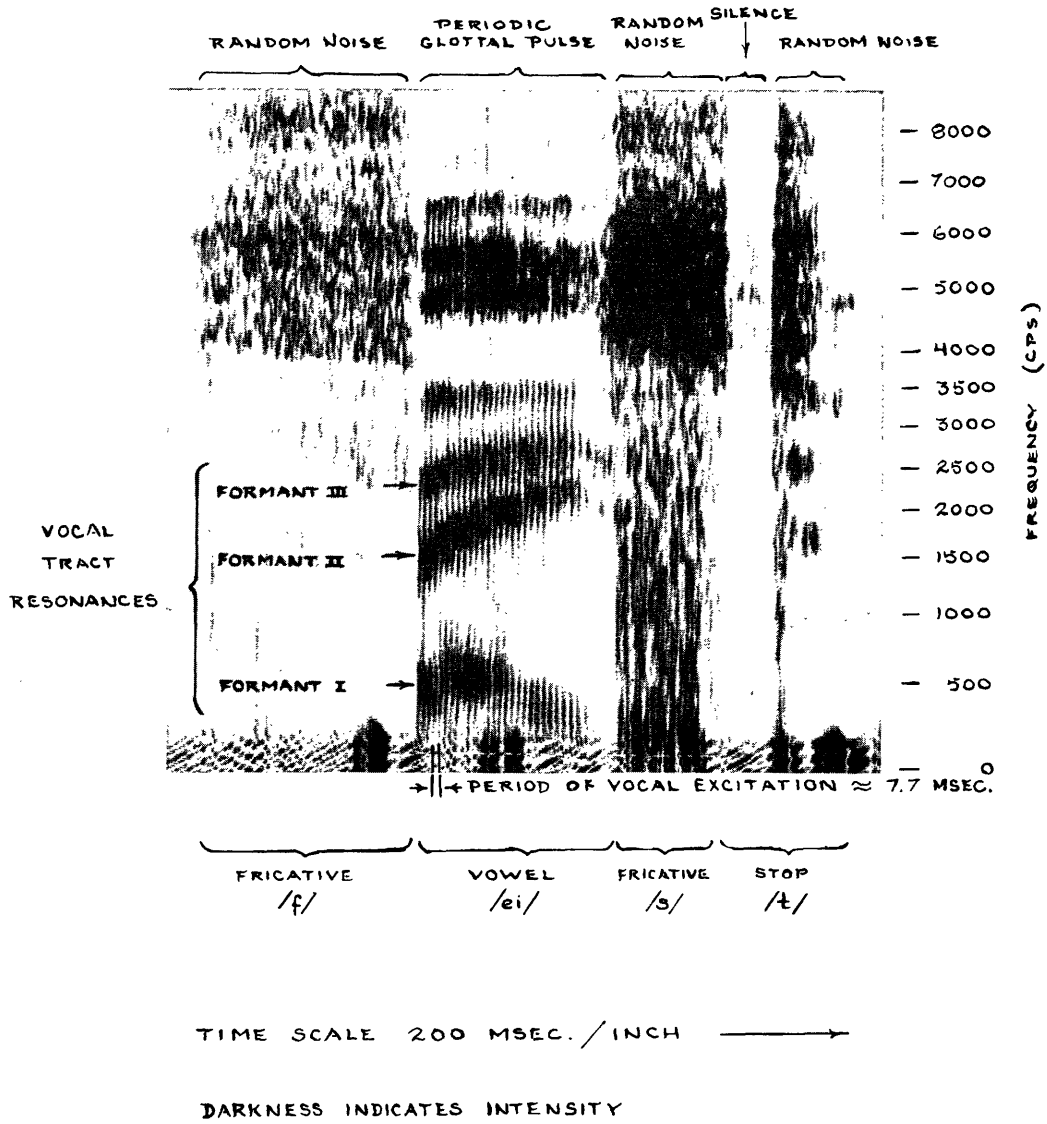 RANDOM NOISE
PERIODIC
GLOTTAL PULSE
RANDOM
NOISE
SILENCE
RANDOM NOISE
8000
7000
6000
5000
4000
3500
3000
2500
2000
1500
1000
500
0
FREQUENCY (CPS)
VOCAL
TRACT
RESONANCES
FORMANT III
FORMANT II
FORMANT I
PERIOD OF VOCAL EXCITATION ≈ 7.7 MSEC.
FRICATIVE
/f/
VOWEL
/ei/
FRICATIVE
/s/
STOP
/t/
TIME SCALE 200 MSEC./INCH
DARKNESS INDICATES INTENSITY